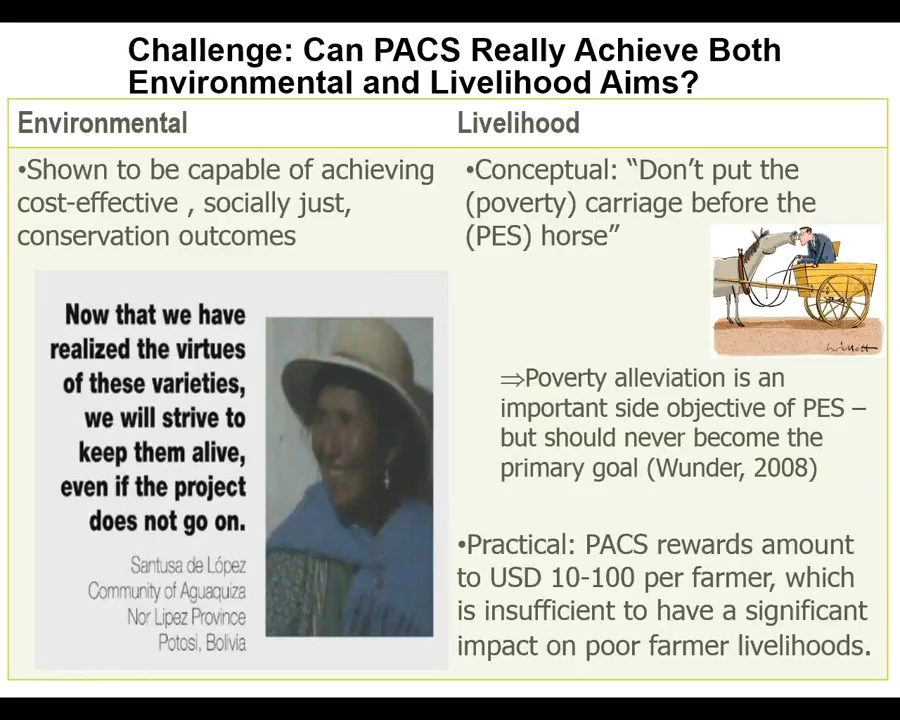 Challenge: Can PACS Really Achieve Both
Environmental and Livelihood Aims?
Environmental
•Shown to be capable of achieving
cost-effective , socially just,
conservation outcomes
Now that we have
realized the virtues
of these varieties,
we will strive to
keep them alive,
even if the project
does not go on.
Santusa de López
Community of Aguaquiza
Nor Lipez Province
Potosi, Bolivia
Livelihood
•Conceptual: “Don’t put the
(poverty) carriage before the
(PES) horse”
⇒Poverty alleviation is an
important side objective of PES –
but should never become the
primary goal (Wunder, 2008)
•Practical: PACS rewards amount
to USD 10-100 per farmer, which
is insufficient to have a significant
impact on poor farmer livelihoods.